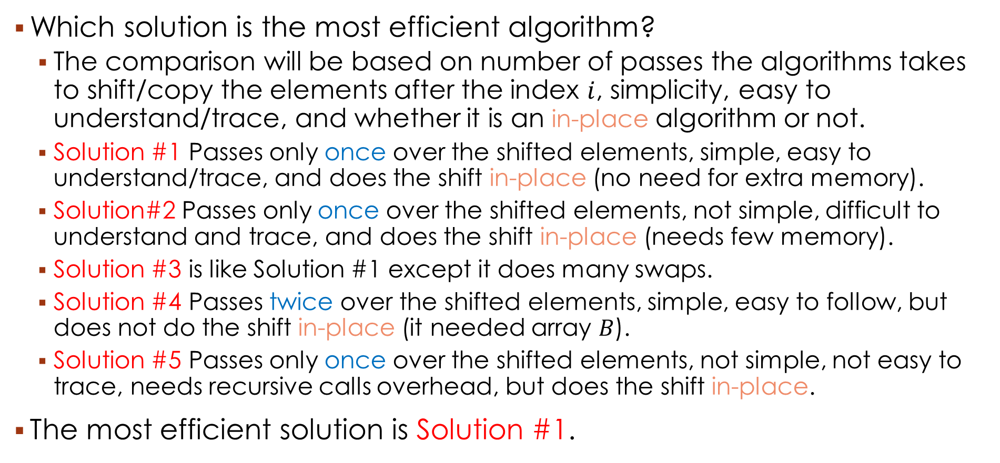 ▪ Which solution is the most efficient algorithm?
▪ The comparison will be based on number of passes the algorithms takes
to shift/copy the elements after the index i, simplicity, easy to
understand/trace, and whether it is an in-place algorithm or not.
▪ Solution #1 Passes only once over the shifted elements, simple, easy to
understand/trace, and does the shift in-place (no need for extra memory).
▪ Solution#2 Passes only once over the shifted elements, not simple, difficult to
understand and trace, and does the shift in-place (needs few memory).
▪ Solution #3 is like Solution #1 except it does many swaps.
▪ Solution #4 Passes twice over the shifted elements, simple, easy to follow, but
does not do the shift in-place (it needed array B).
▪ Solution #5 Passes only once over the shifted elements, not simple, not easy to
trace, needs recursive calls overhead, but does the shift in-place.
▪ The most efficient solution is Solution #1.